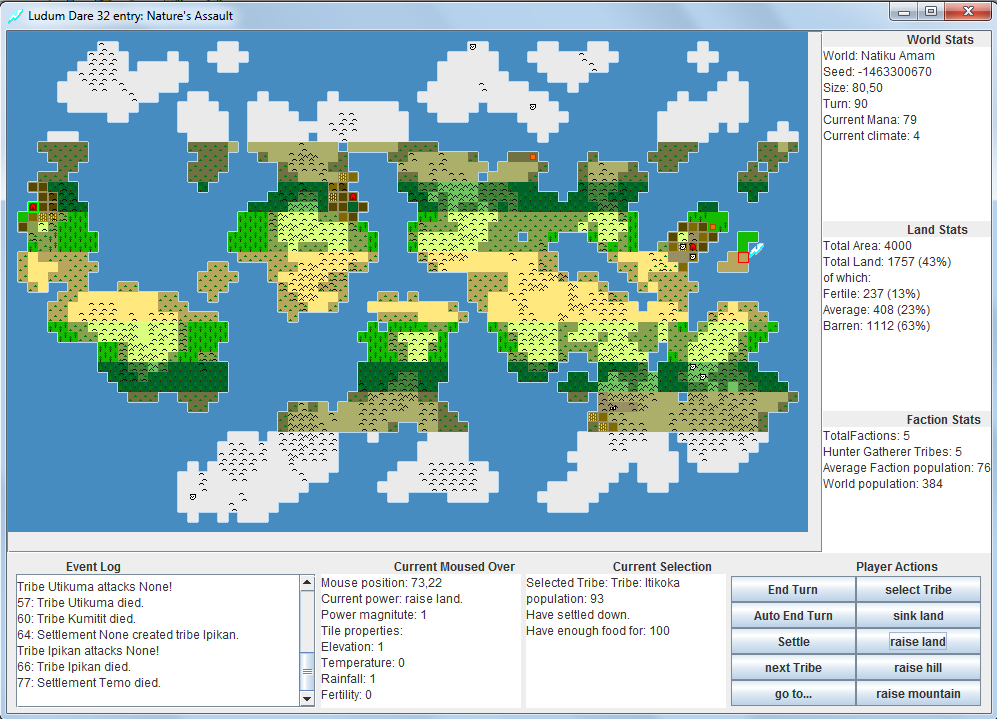 Ludum Dare 32 entry: Nature's Assault
World Stats
World: Natiku Amam
Seed: -1463300670
Size: 80,50
Turn: 90
Current Mana: 79
Current climate: 4
Land Stats
Total Area: 4000
Total Land: 1757 (43%)
of which:
Fertile: 237 (13%)
Average: 408 (23%)
Barren: 1112 (63%)
Faction Stats
TotalFactions: 5
Hunter Gatherer Tribes: 5
Average Faction population: 76
World population: 384
Event Log
Tribe Utikuma attacks None!
57: Tribe Utikuma died.
60: Tribe Kumitit died.
64: Settlement None created tribe Ipikan.
Tribe Ipikan attacks None!
66: Tribe Ipikan died.
77: Settlement Temo died.
Current Moused Over
Mouse position: 73,22
Current power: raise land.
Power magnitute: 1
Tile properties:
Elevation: 1
Temperature: 0
Rainfall: 1
Fertility: 0
Current Selection
Selected Tribe: Tribe: Itikoka
population: 93
Have settled down.
Have enough food for: 100
Player Actions
End Turn
select Tribe
Auto End Turn
sink land
Settle
raise land
next Tribe
raise hill
go to...
raise mountain